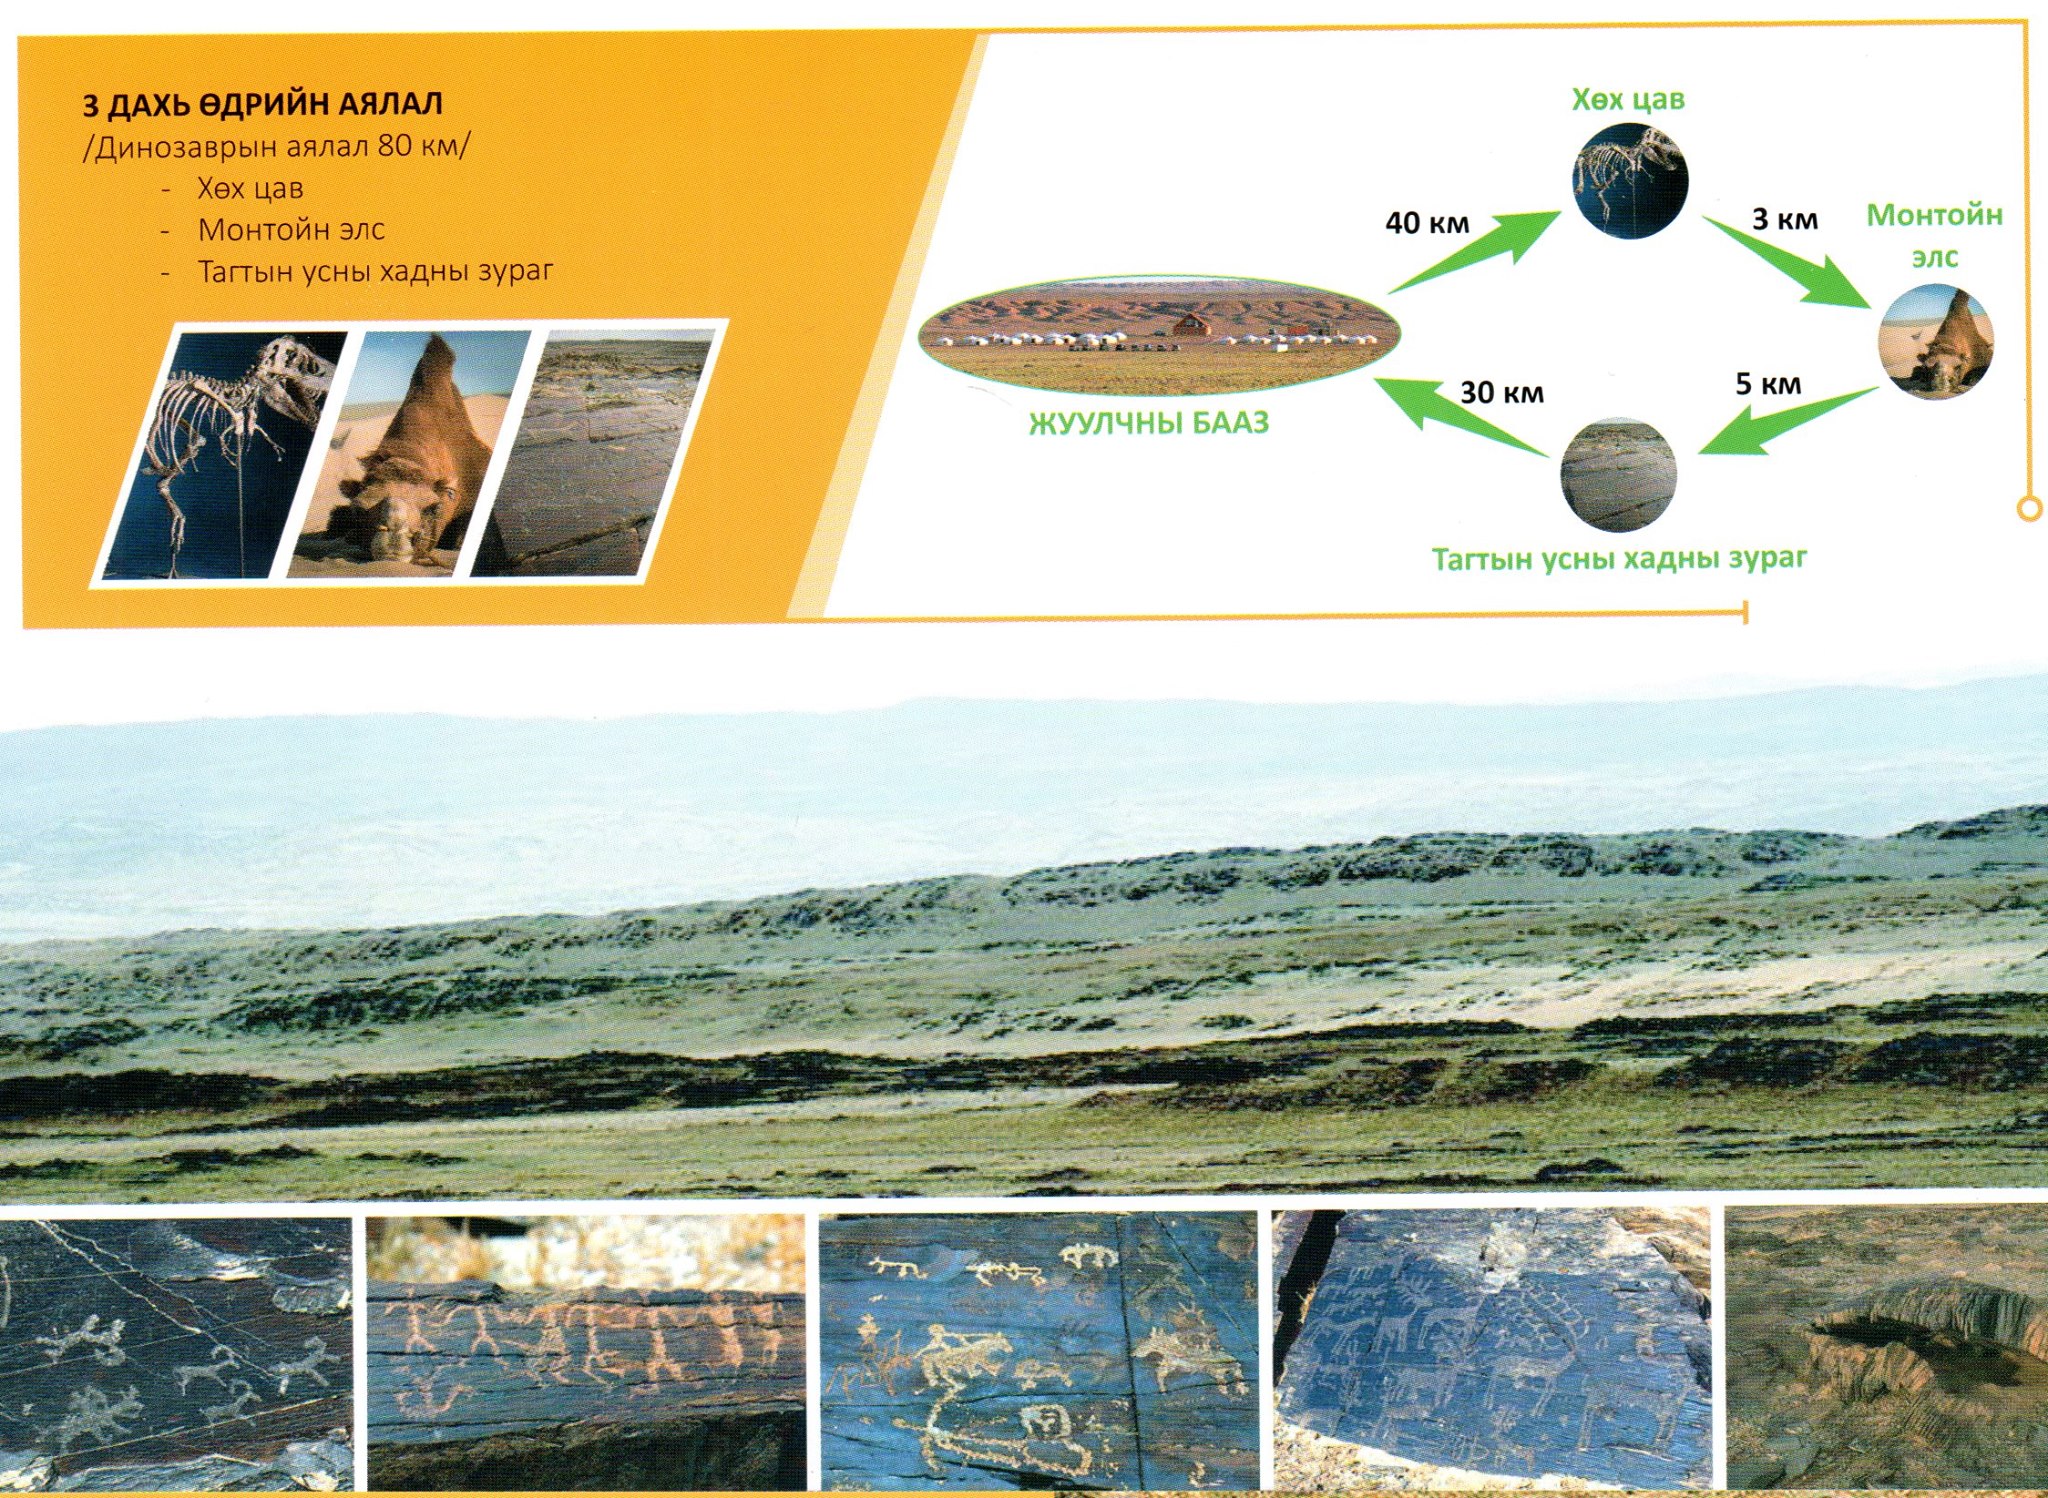 3 ДАХЬ ӨДРИЙН АЯЛАЛ
/Динозаврын аялал 80 км/
- Хөх цав
- Монтойн элс
- Тагтын усны хадны зураг
Хөх цав
40 км
3 км
Монтойн
элс
ЖУУЛЧНЫ БААЗ
30 км
5 км
Тагтын усны хадны зураг